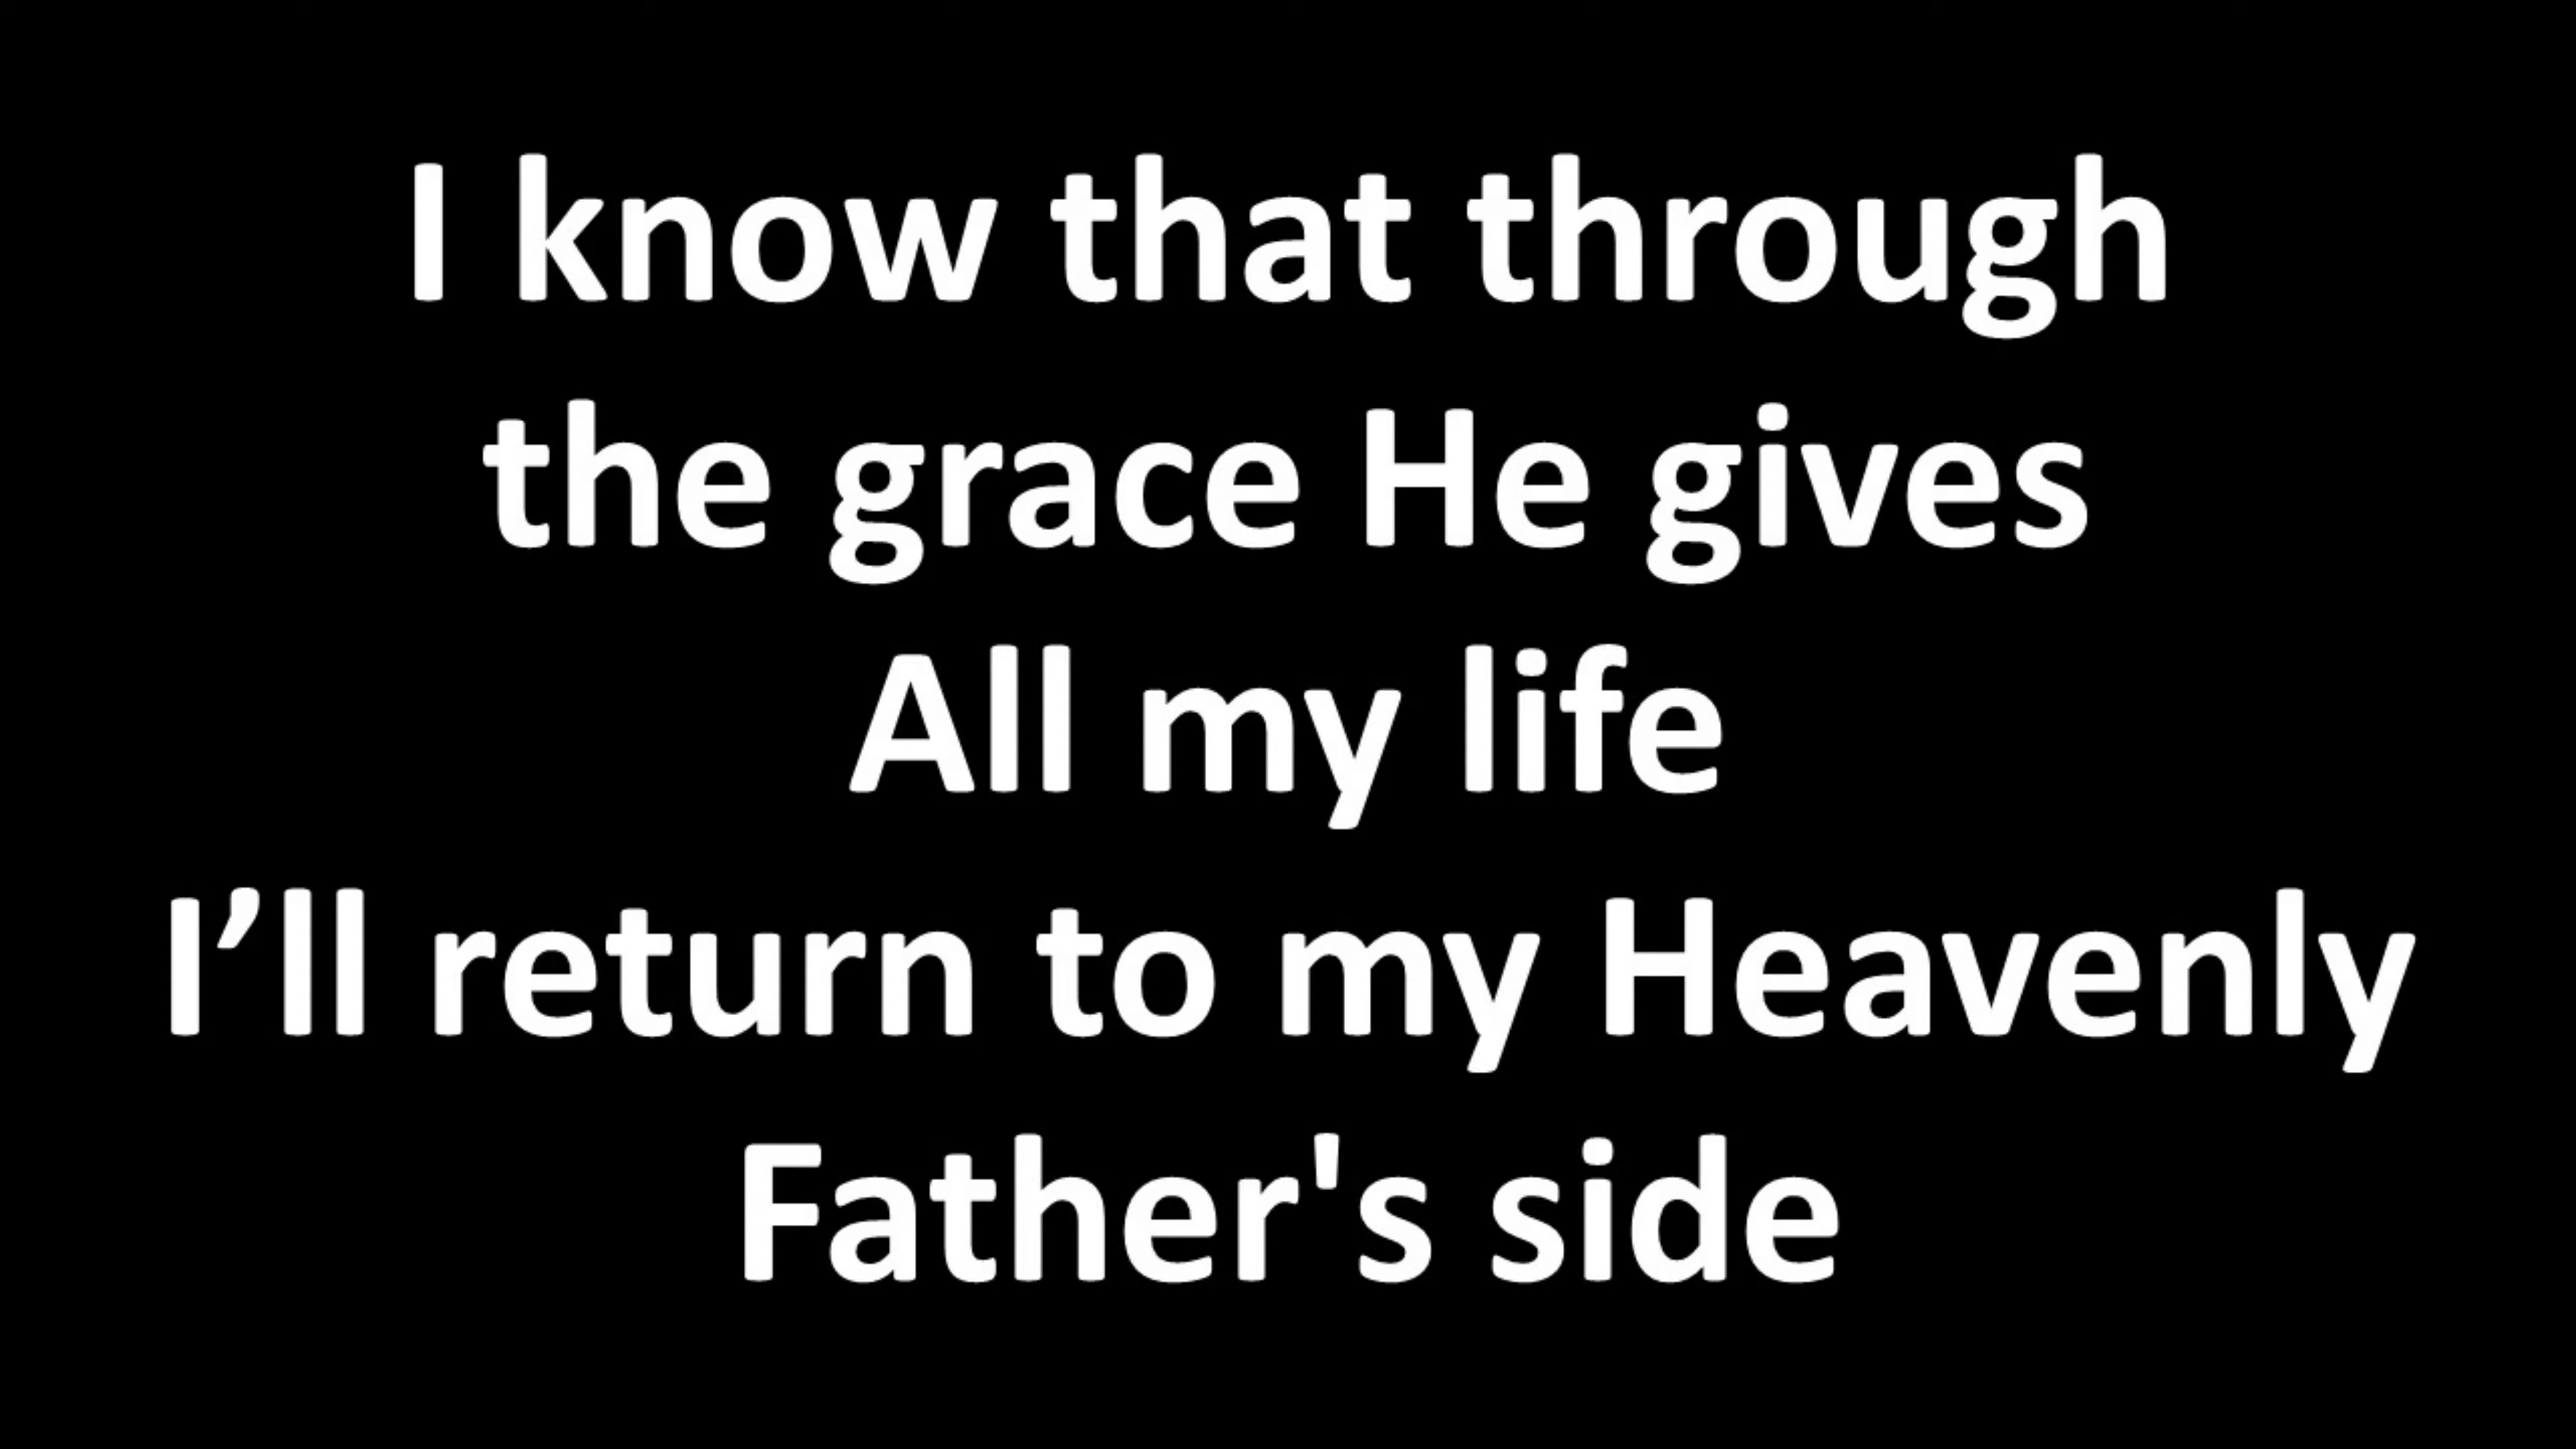 I know that through
the grace He gives
All my life
I’ll return to my Heavenly
Father's side